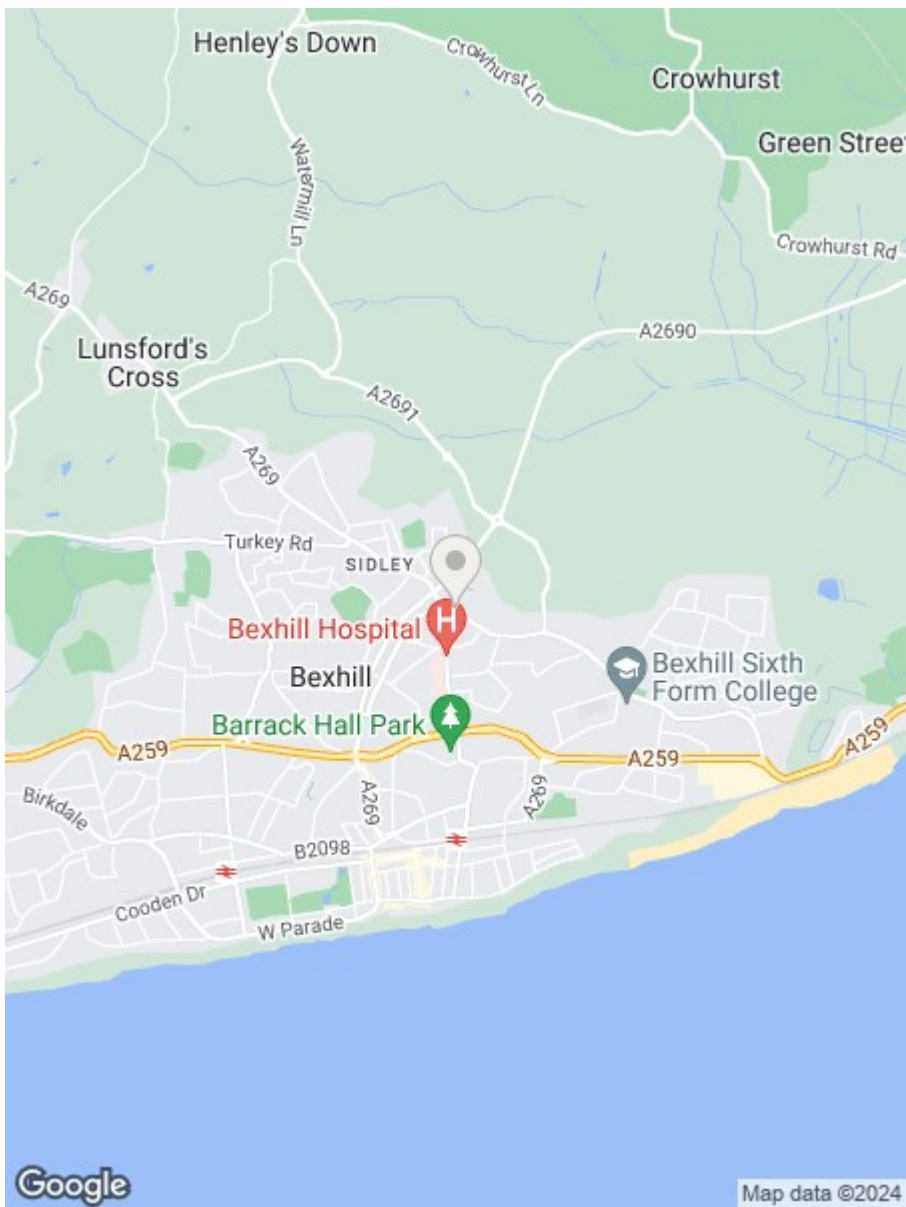 Henley's Down
Crowhurst Ln
Crowhurst
Green Street
Watermill Ln
Crowhurst Rd
A269
A2690
Lunsford's
Cross
A2691
A269
Turkey Rd
SIDLEY
Bexhill Hospital
H
Bexhill
Bexhill Sixth
Form College
Barrack Hall Park
A259
A259
A259
Birkdale
A269
A269
B2098
Cooden Dr
W Parade
Google
Map data ©2024